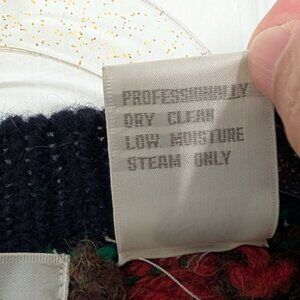 PROFESSIONALLY
DRY CLEAN
LOW MOISTURE
STEAM ONLY